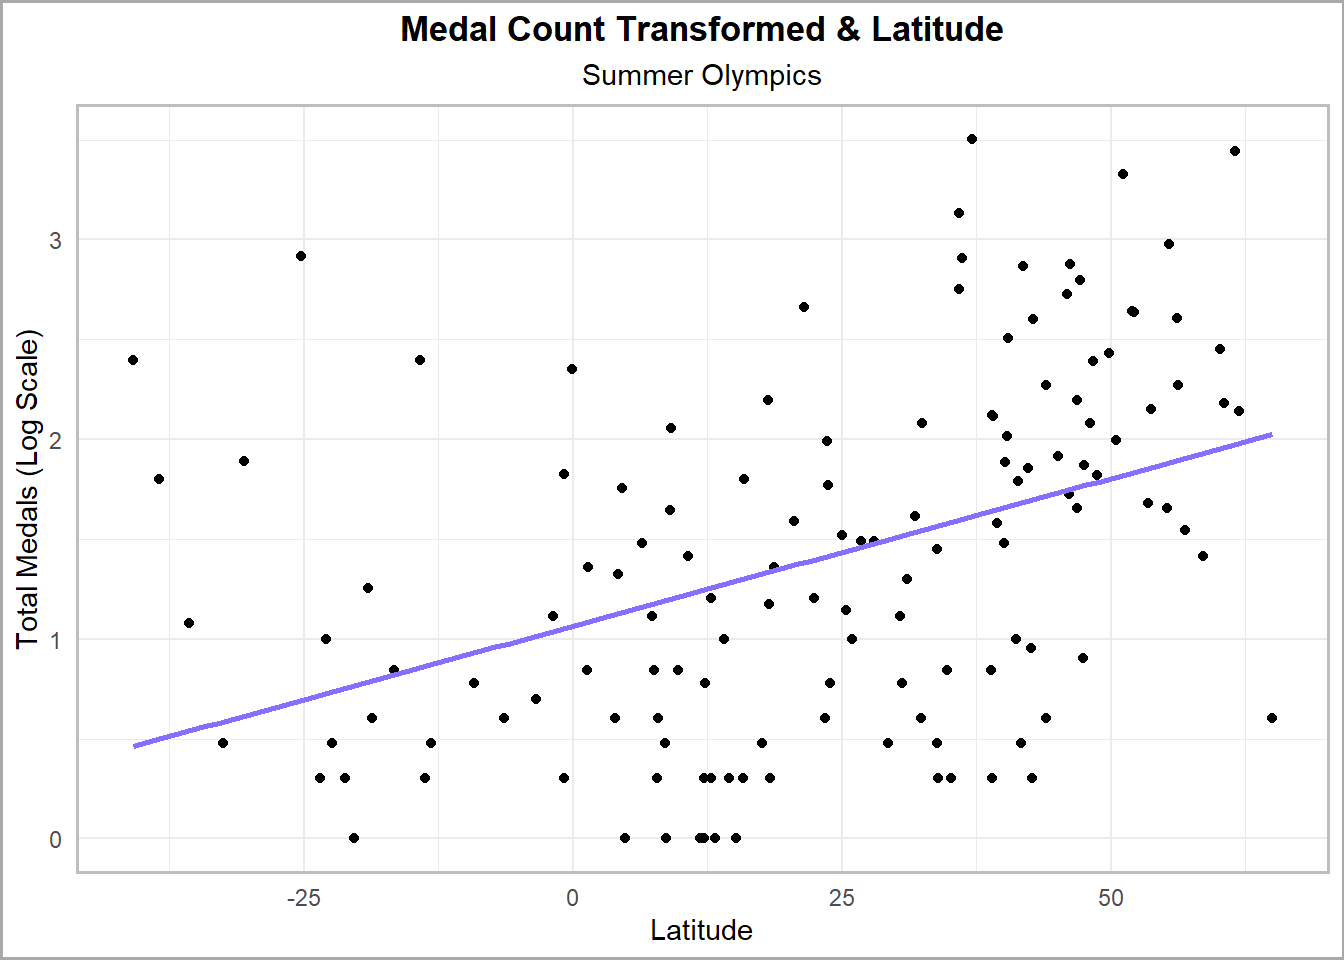 Medal Count Transformed & Latitude
Summer Olympics
Total Medals (Log Scale)
3
2
1
0
-25 0 25 50
Latitude